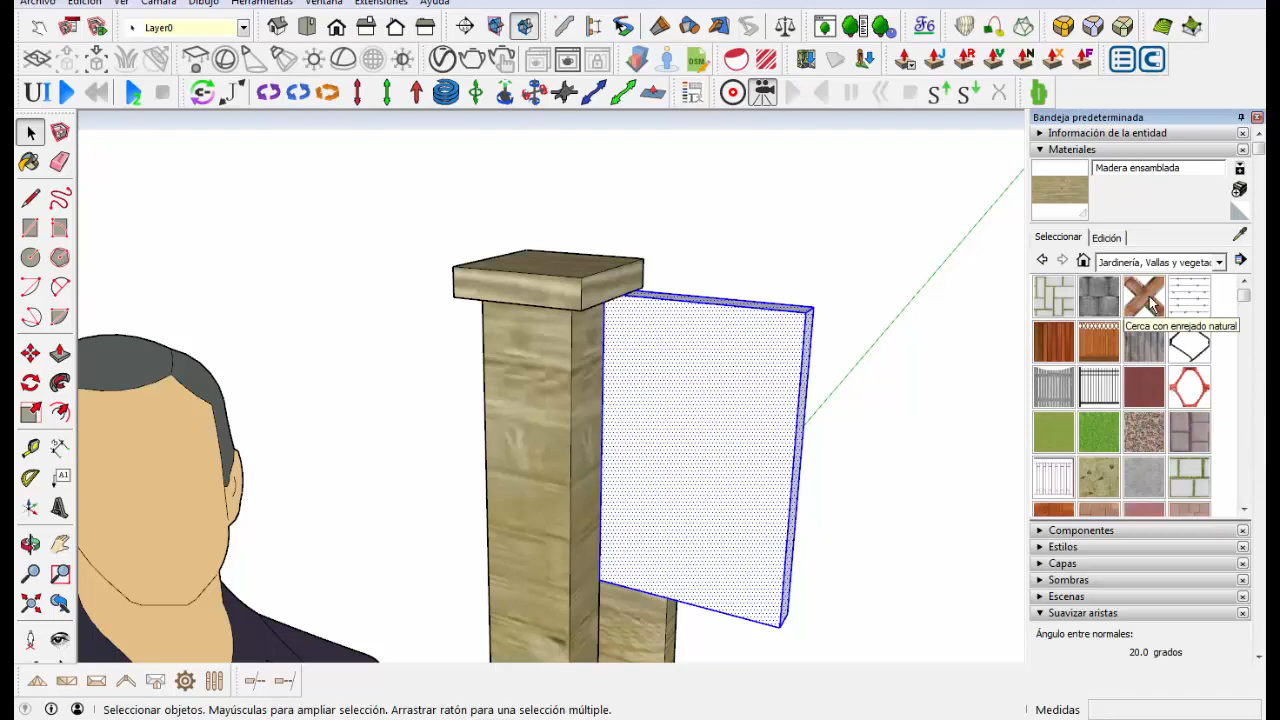 Archivo Edición Ver Cámara Dibujo Herramientas Ventana Extensiones Ayuda
Layer0
UI
Bandeja predeterminada
Información de la entidad
Materiales
Madera ensamblada
Seleccionar
Edición
Jardinería, Vallas y vegetac
Cerca con enrejado natural
A1
Componentes
Estilos
Capas
Sombras
Escenas
Suavizar aristas
Ángulo entre normales:
20.0 grados
Seleccionar objetos. Mayúsculas para ampliar selección. Arrastrar ratón para una selección múltiple.
Medidas